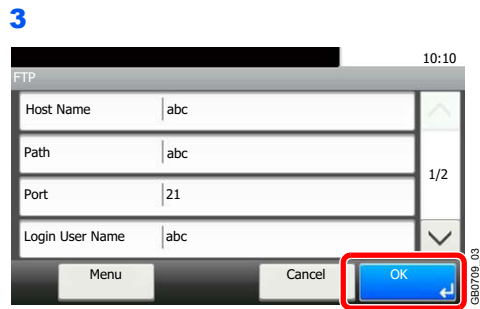 3
10:10
FTP
Host Name abc
Path abc
1/2
Port 21
Login User Name abc
Menu Cancel OK
GB0709_03